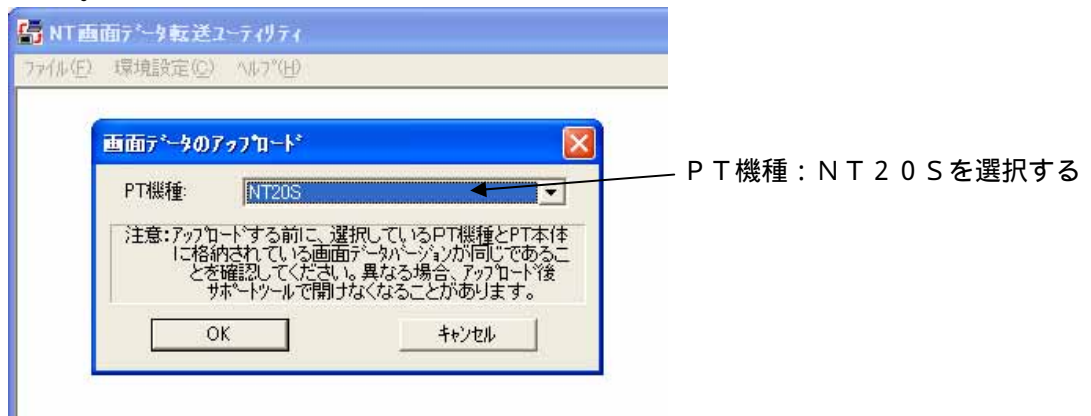 NT画面ﾃﾞｰﾀ転送ﾕｰﾃｨﾘﾃｨ
ﾌｧｲﾙ(F) 環境設定(C) ﾍﾙﾌﾟ(H)
画面ﾃﾞｰﾀのｱｯﾌﾟﾛｰﾄﾞ
PT機種: NT20S
ＰＴ機種：ＮＴ２０Ｓを選択する
注意:ｱｯﾌﾟﾛｰﾄﾞする前に、選択しているPT機種とPT本体
に格納されている画面ﾃﾞｰﾀﾊﾞｰｼﾞｮﾝが同じであるこ
とを確認してください。異なる場合、ｱｯﾌﾟﾛｰﾄﾞ後
ｻﾎﾟｰﾄﾂｰﾙで開けなくなることがあります。
OK ｷｬﾝｾﾙ